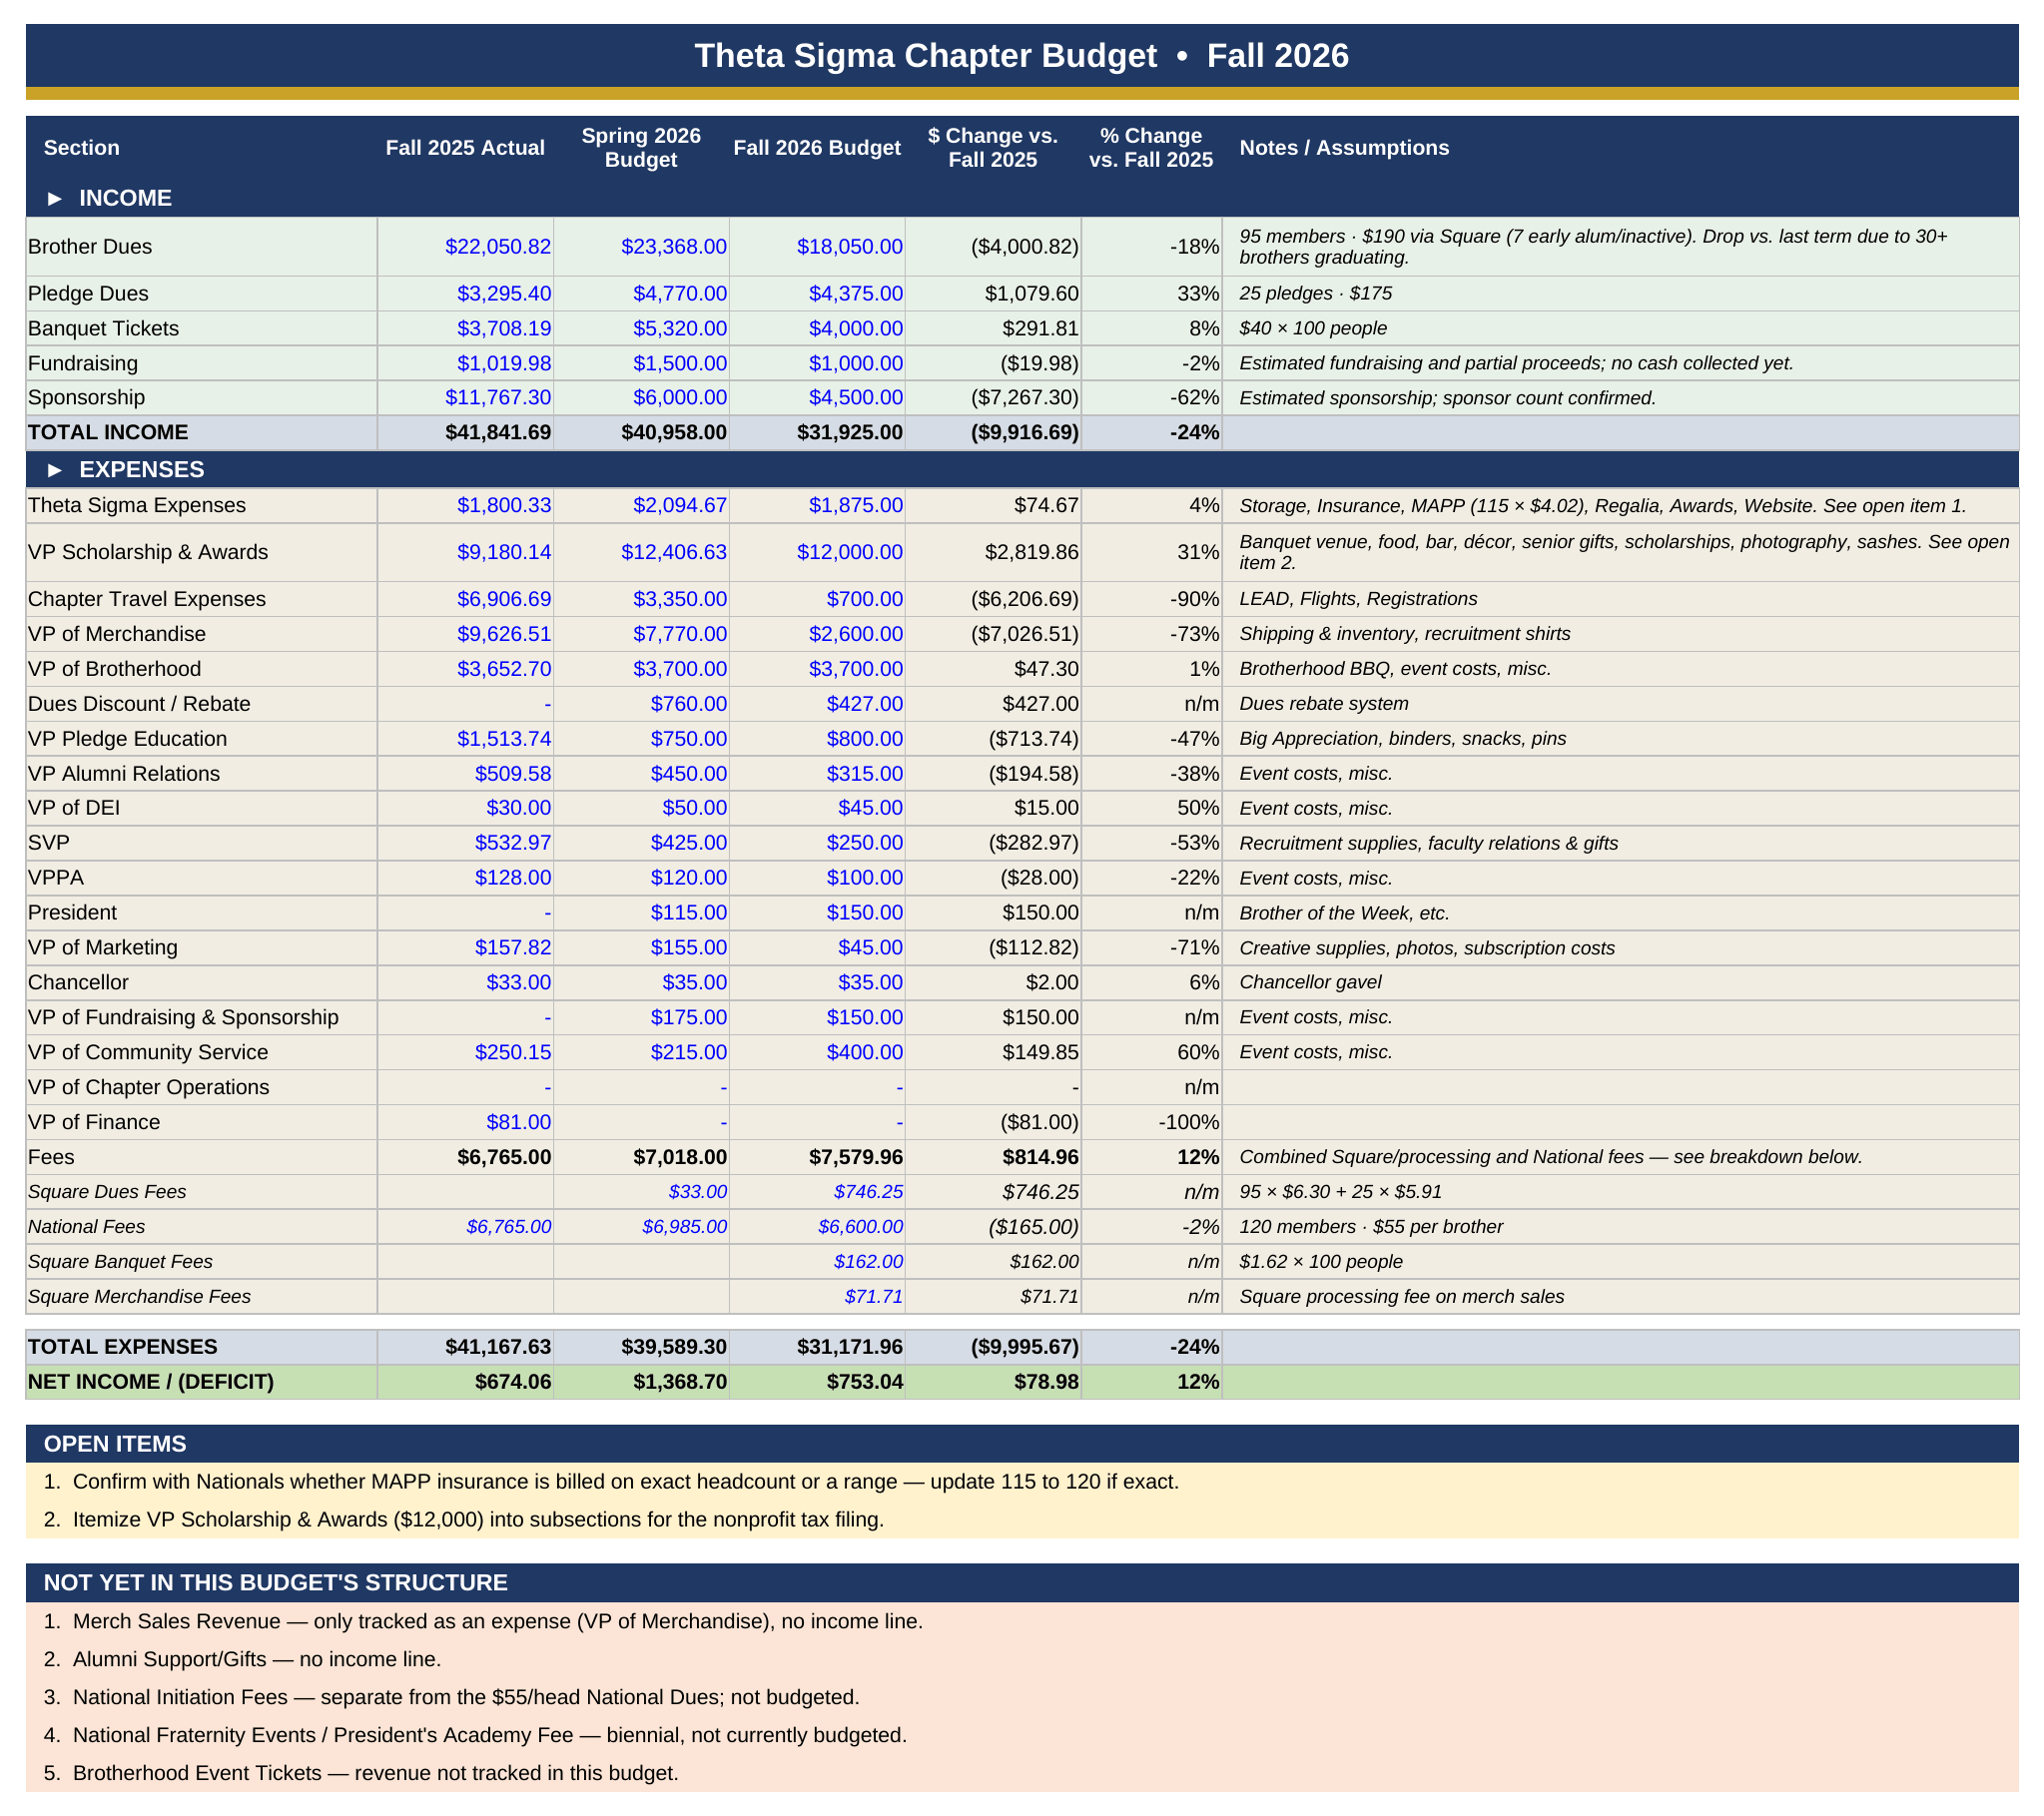 Theta Sigma Chapter Budget • Fall 2026
Section Fall 2025 Actual Spring 2026 Budget Fall 2026 Budget $ Change vs. Fall 2025 % Change vs. Fall 2025 Notes / Assumptions
► INCOME
Brother Dues $22,050.82 $23,368.00 $18,050.00 ($4,000.82) -18% 95 members · $190 via Square (7 early alum/inactive). Drop vs. last term due to 30+
brothers graduating.
Pledge Dues $3,295.40 $4,770.00 $4,375.00 $1,079.60 33% 25 pledges · $175
Banquet Tickets $3,708.19 $5,320.00 $4,000.00 $291.81 8% $40 × 100 people
Fundraising $1,019.98 $1,500.00 $1,000.00 ($19.98) -2% Estimated fundraising and partial proceeds; no cash collected yet.
Sponsorship $11,767.30 $6,000.00 $4,500.00 ($7,267.30) -62% Estimated sponsorship; sponsor count confirmed.
TOTAL INCOME $41,841.69 $40,958.00 $31,925.00 ($9,916.69) -24%
► EXPENSES
Theta Sigma Expenses $1,800.33 $2,094.67 $1,875.00 $74.67 4% Storage, Insurance, MAPP (115 × $4.02), Regalia, Awards, Website. See open item 1.
VP Scholarship & Awards $9,180.14 $12,406.63 $12,000.00 $2,819.86 31% Banquet venue, food, bar, décor, senior gifts, scholarships, photography, sashes. See open
item 2.
Chapter Travel Expenses $6,906.69 $3,350.00 $700.00 ($6,206.69) -90% LEAD, Flights, Registrations
VP of Merchandise $9,626.51 $7,770.00 $2,600.00 ($7,026.51) -73% Shipping & inventory, recruitment shirts
VP of Brotherhood $3,652.70 $3,700.00 $3,700.00 $47.30 1% Brotherhood BBQ, event costs, misc.
Dues Discount / Rebate - $760.00 $427.00 $427.00 n/m Dues rebate system
VP Pledge Education $1,513.74 $750.00 $800.00 ($713.74) -47% Big Appreciation, binders, snacks, pins
VP Alumni Relations $509.58 $450.00 $315.00 ($194.58) -38% Event costs, misc.
VP of DEI $30.00 $50.00 $45.00 $15.00 50% Event costs, misc.
SVP $532.97 $425.00 $250.00 ($282.97) -53% Recruitment supplies, faculty relations & gifts
VPPA $128.00 $120.00 $100.00 ($28.00) -22% Event costs, misc.
President - $115.00 $150.00 $150.00 n/m Brother of the Week, etc.
VP of Marketing $157.82 $155.00 $45.00 ($112.82) -71% Creative supplies, photos, subscription costs
Chancellor $33.00 $35.00 $35.00 $2.00 6% Chancellor gavel
VP of Fundraising & Sponsorship - $175.00 $150.00 $150.00 n/m Event costs, misc.
VP of Community Service $250.15 $215.00 $400.00 $149.85 60% Event costs, misc.
VP of Chapter Operations - - - - n/m
VP of Finance $81.00 - - ($81.00) -100%
Fees $6,765.00 $7,018.00 $7,579.96 $814.96 12% Combined Square/processing and National fees — see breakdown below.
Square Dues Fees $33.00 $746.25 $746.25 n/m 95 × $6.30 + 25 × $5.91
National Fees $6,765.00 $6,985.00 $6,600.00 ($165.00) -2% 120 members · $55 per brother
Square Banquet Fees $162.00 $162.00 n/m $1.62 × 100 people
Square Merchandise Fees $71.71 $71.71 n/m Square processing fee on merch sales
TOTAL EXPENSES $41,167.63 $39,589.30 $31,171.96 ($9,995.67) -24%
NET INCOME / (DEFICIT) $674.06 $1,368.70 $753.04 $78.98 12%
OPEN ITEMS
1. Confirm with Nationals whether MAPP insurance is billed on exact headcount or a range — update 115 to 120 if exact.
2. Itemize VP Scholarship & Awards ($12,000) into subsections for the nonprofit tax filing.
NOT YET IN THIS BUDGET'S STRUCTURE
1. Merch Sales Revenue — only tracked as an expense (VP of Merchandise), no income line.
2. Alumni Support/Gifts — no income line.
3. National Initiation Fees — separate from the $55/head National Dues; not budgeted.
4. National Fraternity Events / President's Academy Fee — biennial, not currently budgeted.
5. Brotherhood Event Tickets — revenue not tracked in this budget.